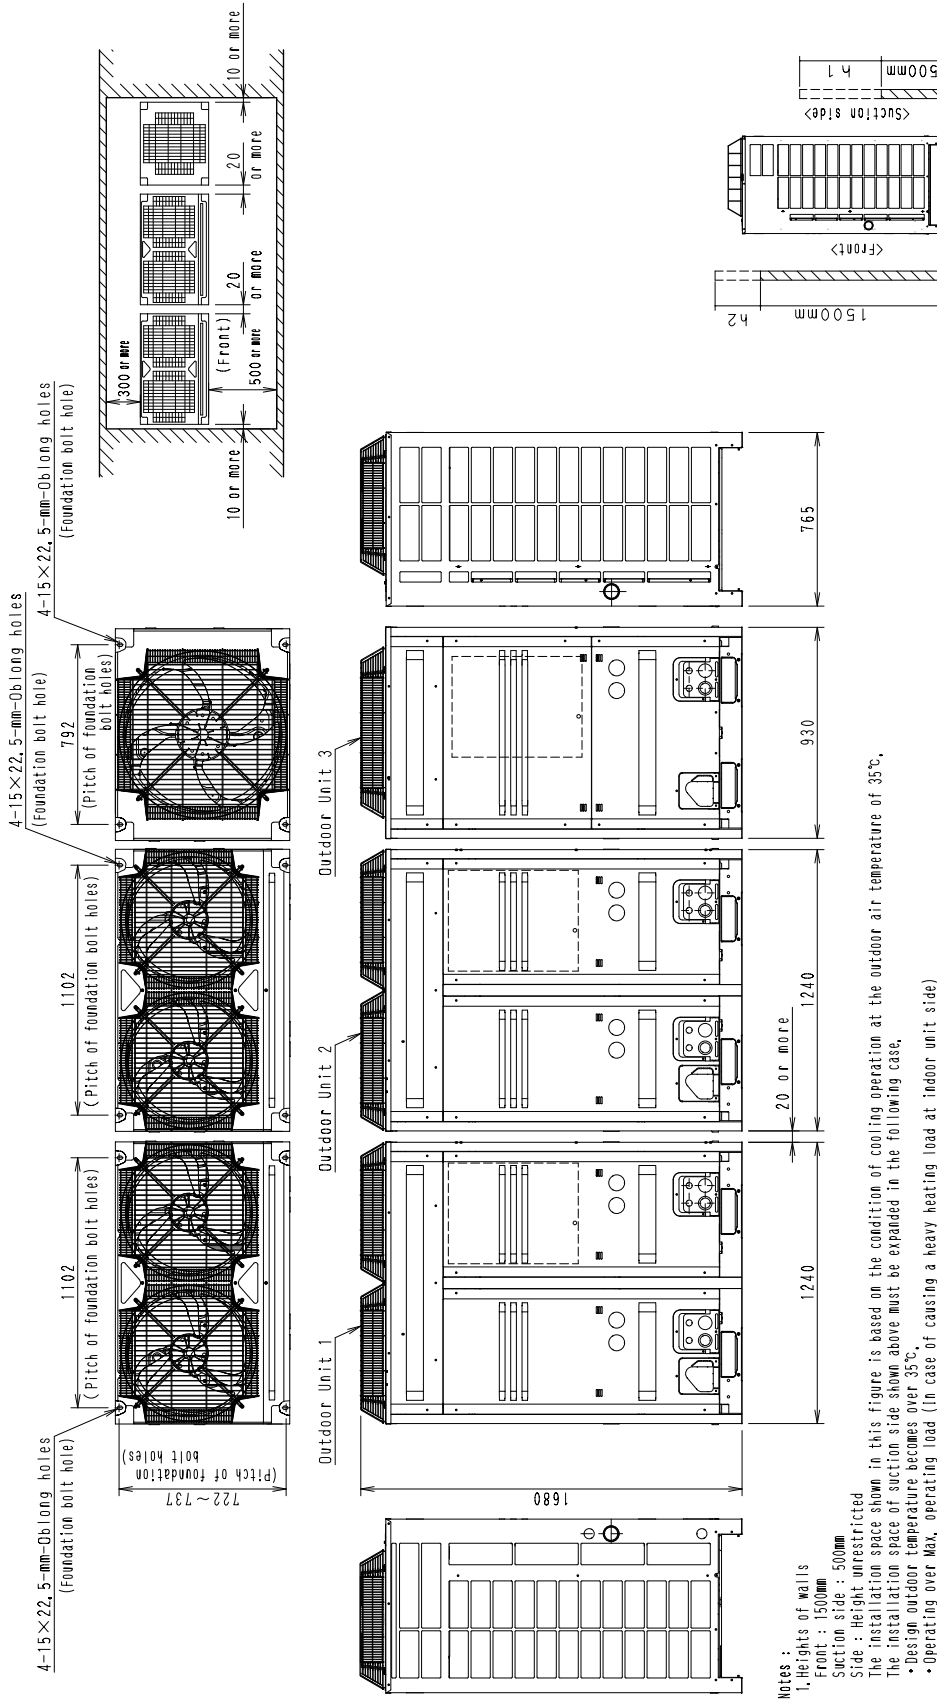 4-15×22.5-mm-Oblong holes
(Foundation bolt hole)
4-15×22.5-mm-Oblong holes
(Foundation bolt hole)
4-15×22.5-mm-Oblong holes
(Foundation bolt hole)
722~737
(Pitch of foundation
bolt holes)
1102
(Pitch of foundation bolt holes)
1102
(Pitch of foundation bolt holes)
792
(Pitch of foundation
bolt holes)
10 or more
300 or more
(Front)
500 or more
20
or more
20
or more
10 or more
Outdoor Unit 1
Outdoor Unit 2
Outdoor Unit 3
1680
1240
20 or more
1240
930
765
h2
1500mm
<Front>
<Suction side>
h1
500mm
Notes :
1.Heights of walls
Front : 1500mm
Suction side : 500mm
Side : Height unrestricted
The installation space shown in this figure is based on the condition of cooling operation at the outdoor air temperature of 35℃.
The installation space of suction side shown above must be expanded in the following case.
• Design outdoor temperature becomes over 35℃.
• Operating over Max. operating load (In case of causing a heavy heating load at indoor unit side)